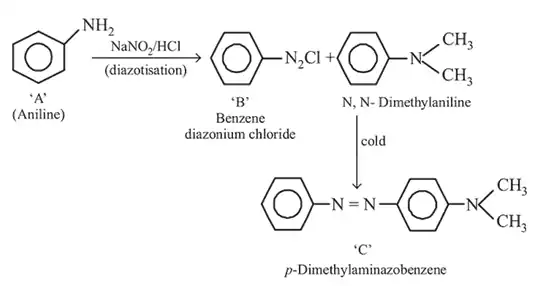 NH2
NaNO2/HCl
(diazotisation)
'A'
(Aniline)
N2Cl +
N
CH3
CH3
'B'
Benzene
diazonium chloride
N, N- Dimethylaniline
cold
N = N
N
CH3
CH3
'C'
p-Dimethylaminazobenzene